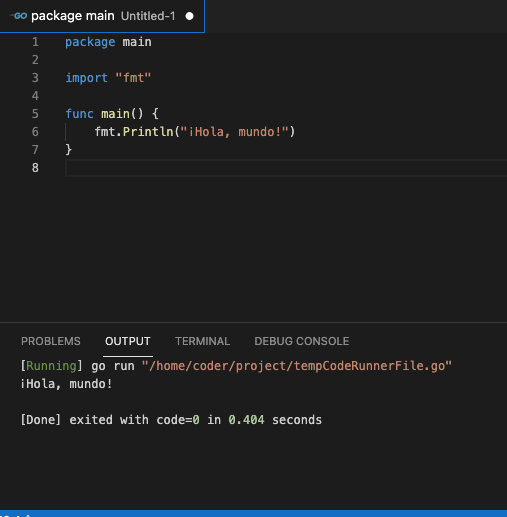 GO package main Untitled-1
1 package main
2
3 import "fmt"
4
5 func main() {
6 fmt.Println("¡Hola, mundo!")
7 }
8
PROBLEMS OUTPUT TERMINAL DEBUG CONSOLE
[Running] go run "/home/coder/project/tempCodeRunnerFile.go"
¡Hola, mundo!
[Done] exited with code=0 in 0.404 seconds